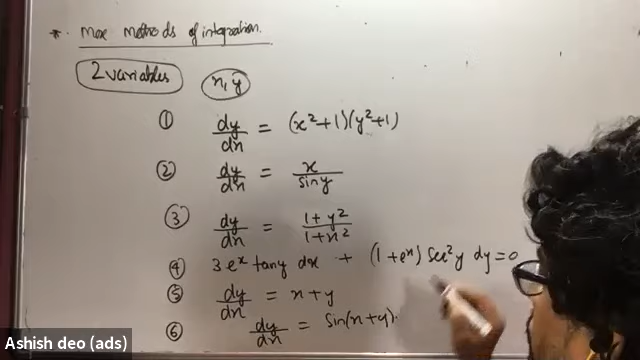 * More methods of integration.
2 variables x, y
① dy/dx = (x²+1)(y²+1)
② dy/dx = x/sin y
③ dy/dx = 1+y²/1+x²
④ 3eˣ tany dx + (1+eˣ) Sec²y dy = 0
⑤ dy/dx = x+y
⑥ dy/dx = Sin(x+y).
Ashish deo (ads)